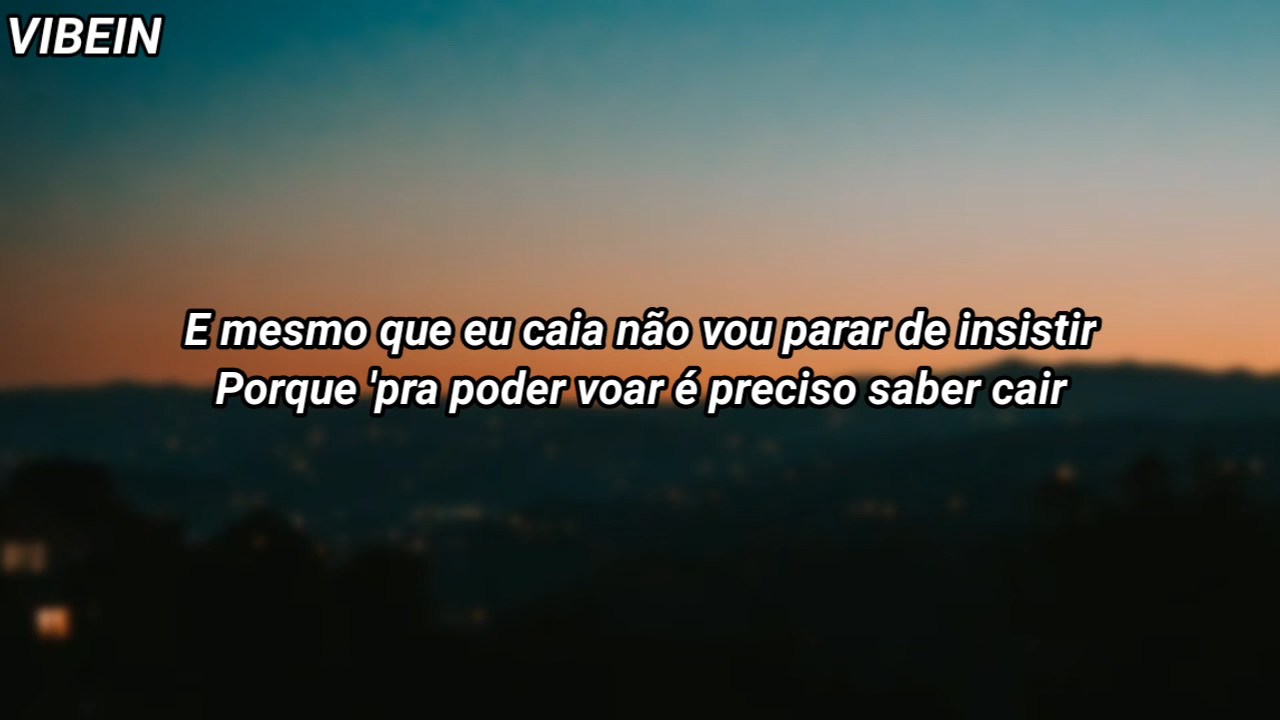 VIBEIN
E mesmo que eu caia não vou parar de insistir
Porque 'pra poder voar é preciso saber cair